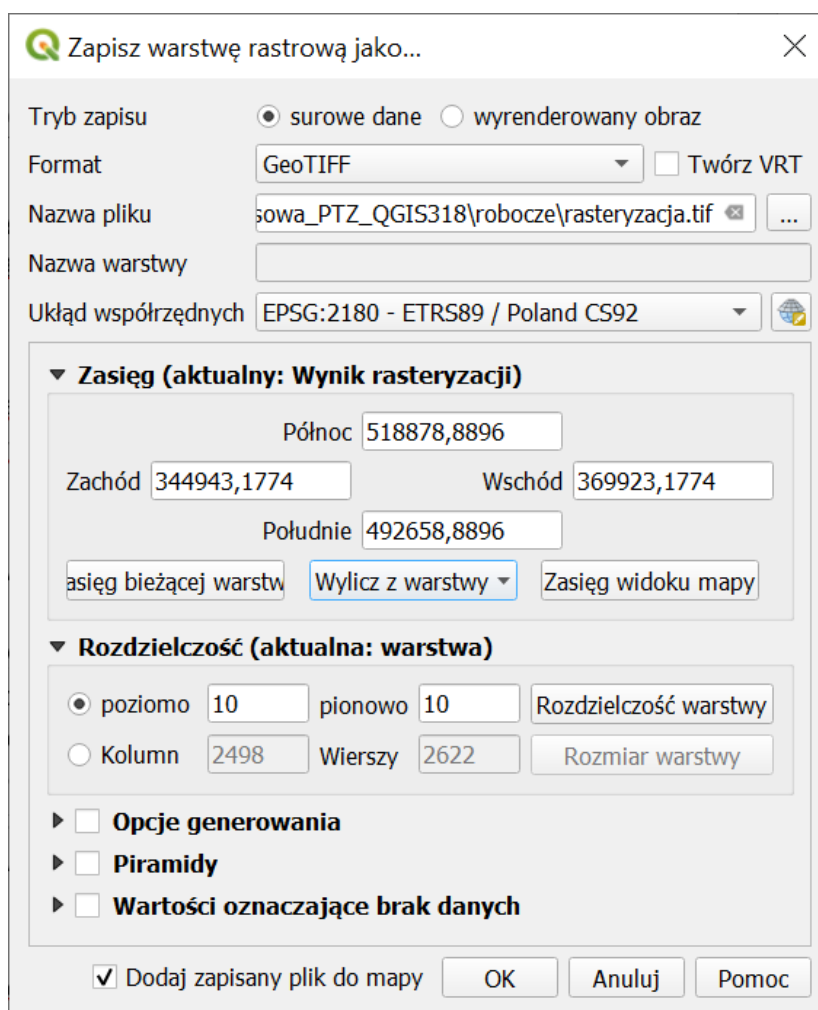 Zapisz warstwę rastrową jako...
Tryb zapisu surowe dane wyrenderowany obraz
Format GeoTIFF Twórz VRT
Nazwa pliku sowa_PTZ_QGIS318\robocze\rasteryzacja.tif ...
Nazwa warstwy
Układ współrzędnych EPSG:2180 - ETRS89 / Poland CS92
Zasięg (aktualny: Wynik rasteryzacji)
Północ 518878,8896
Zachód 344943,1774 Wschód 369923,1774
Południe 492658,8896
asięg bieżącej warstw Wylicz z warstwy Zasięg widoku mapy
Rozdzielczość (aktualna: warstwa)
poziomo 10 pionowo 10 Rozdzielczość warstwy
Kolumn 2498 Wierszy 2622 Rozmiar warstwy
Opcje generowania
Piramidy
Wartości oznaczające brak danych
Dodaj zapisany plik do mapy OK Anuluj Pomoc